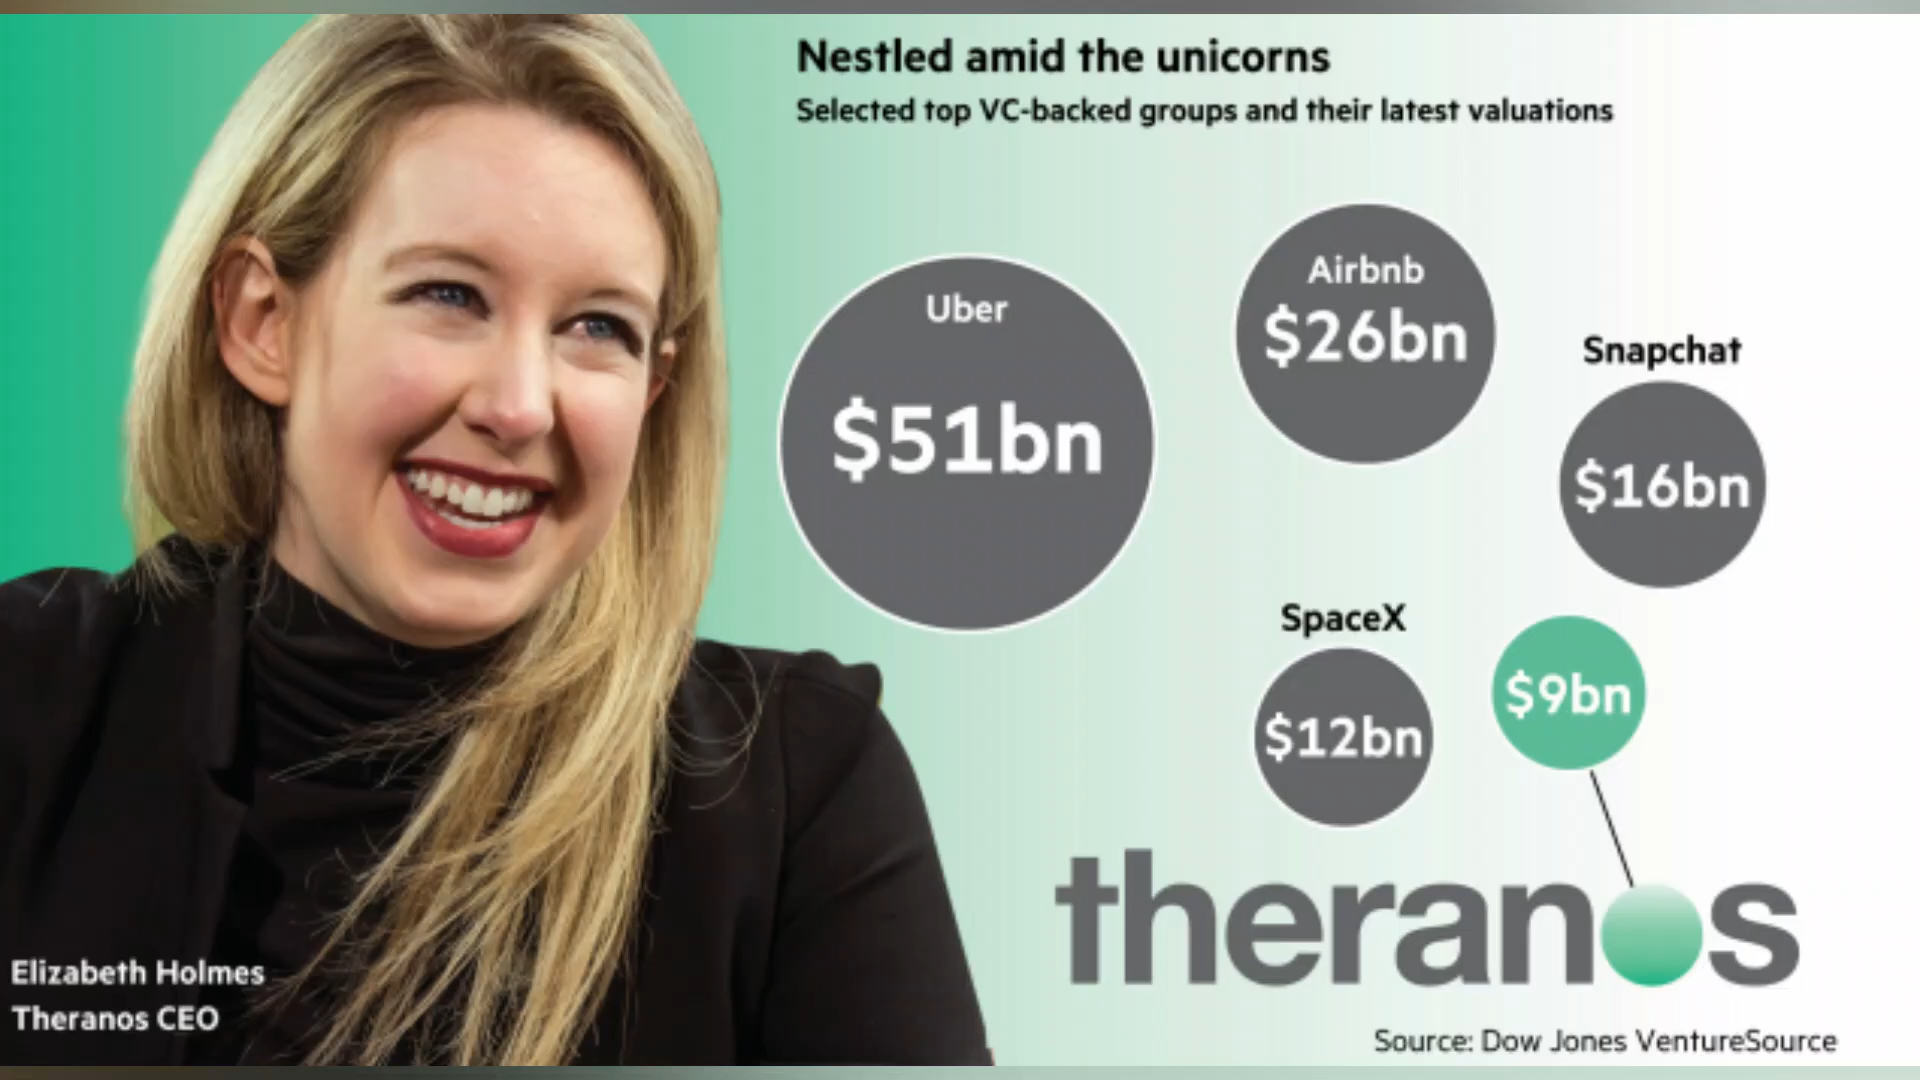 Nestled amid the unicorns
Selected top VC-backed groups and their latest valuations
Uber
$51bn
Airbnb
$26bn
Snapchat
$16bn
SpaceX
$12bn
$9bn
theranos
Elizabeth Holmes
Theranos CEO
Source: Dow Jones VentureSource